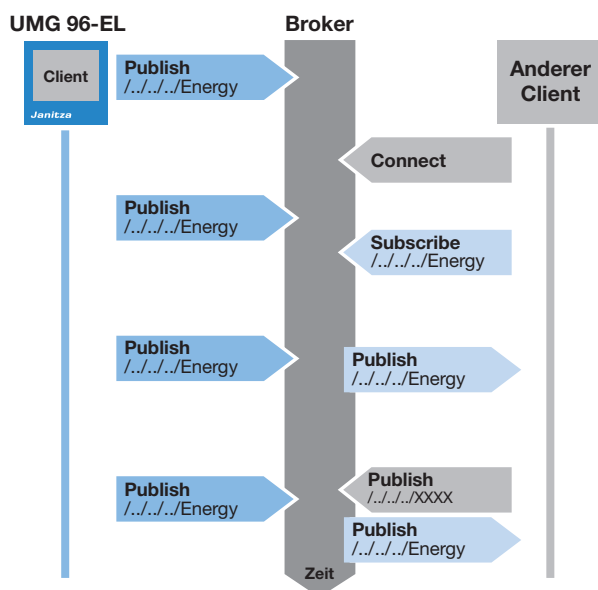 UMG 96-EL
Broker
Client
Janitza
Publish
/../../../Energy
Anderer
Client
Connect
Publish
/../../../Energy
Subscribe
/../../../Energy
Publish
/../../../Energy
Publish
/../../../Energy
Publish
/../../../XXXX
Publish
/../../../Energy
Publish
/../../../Energy
Zeit